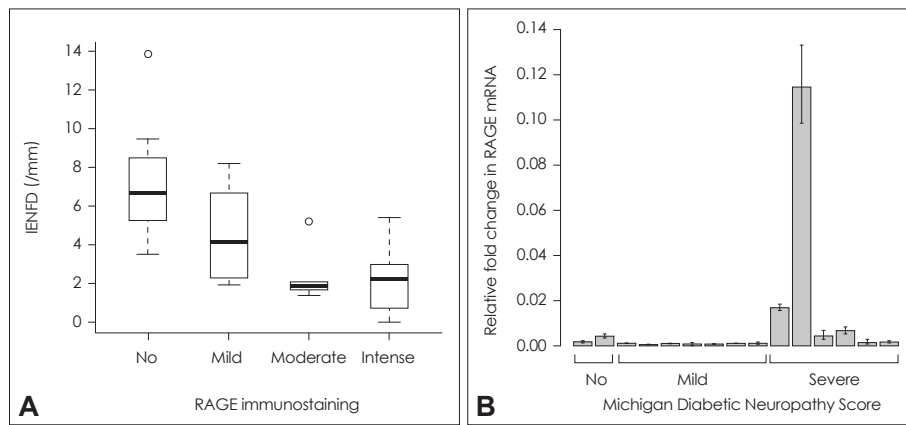 14
12
10
8
6
4
2
0
IENFD (/mm)
No Mild Moderate Intense
RAGE immunostaining
A
0.14
0.12
0.10
0.08
0.06
0.04
0.02
0.00
Relative fold change in RAGE mRNA
No Mild Severe
Michigan Diabetic Neuropathy Score
B